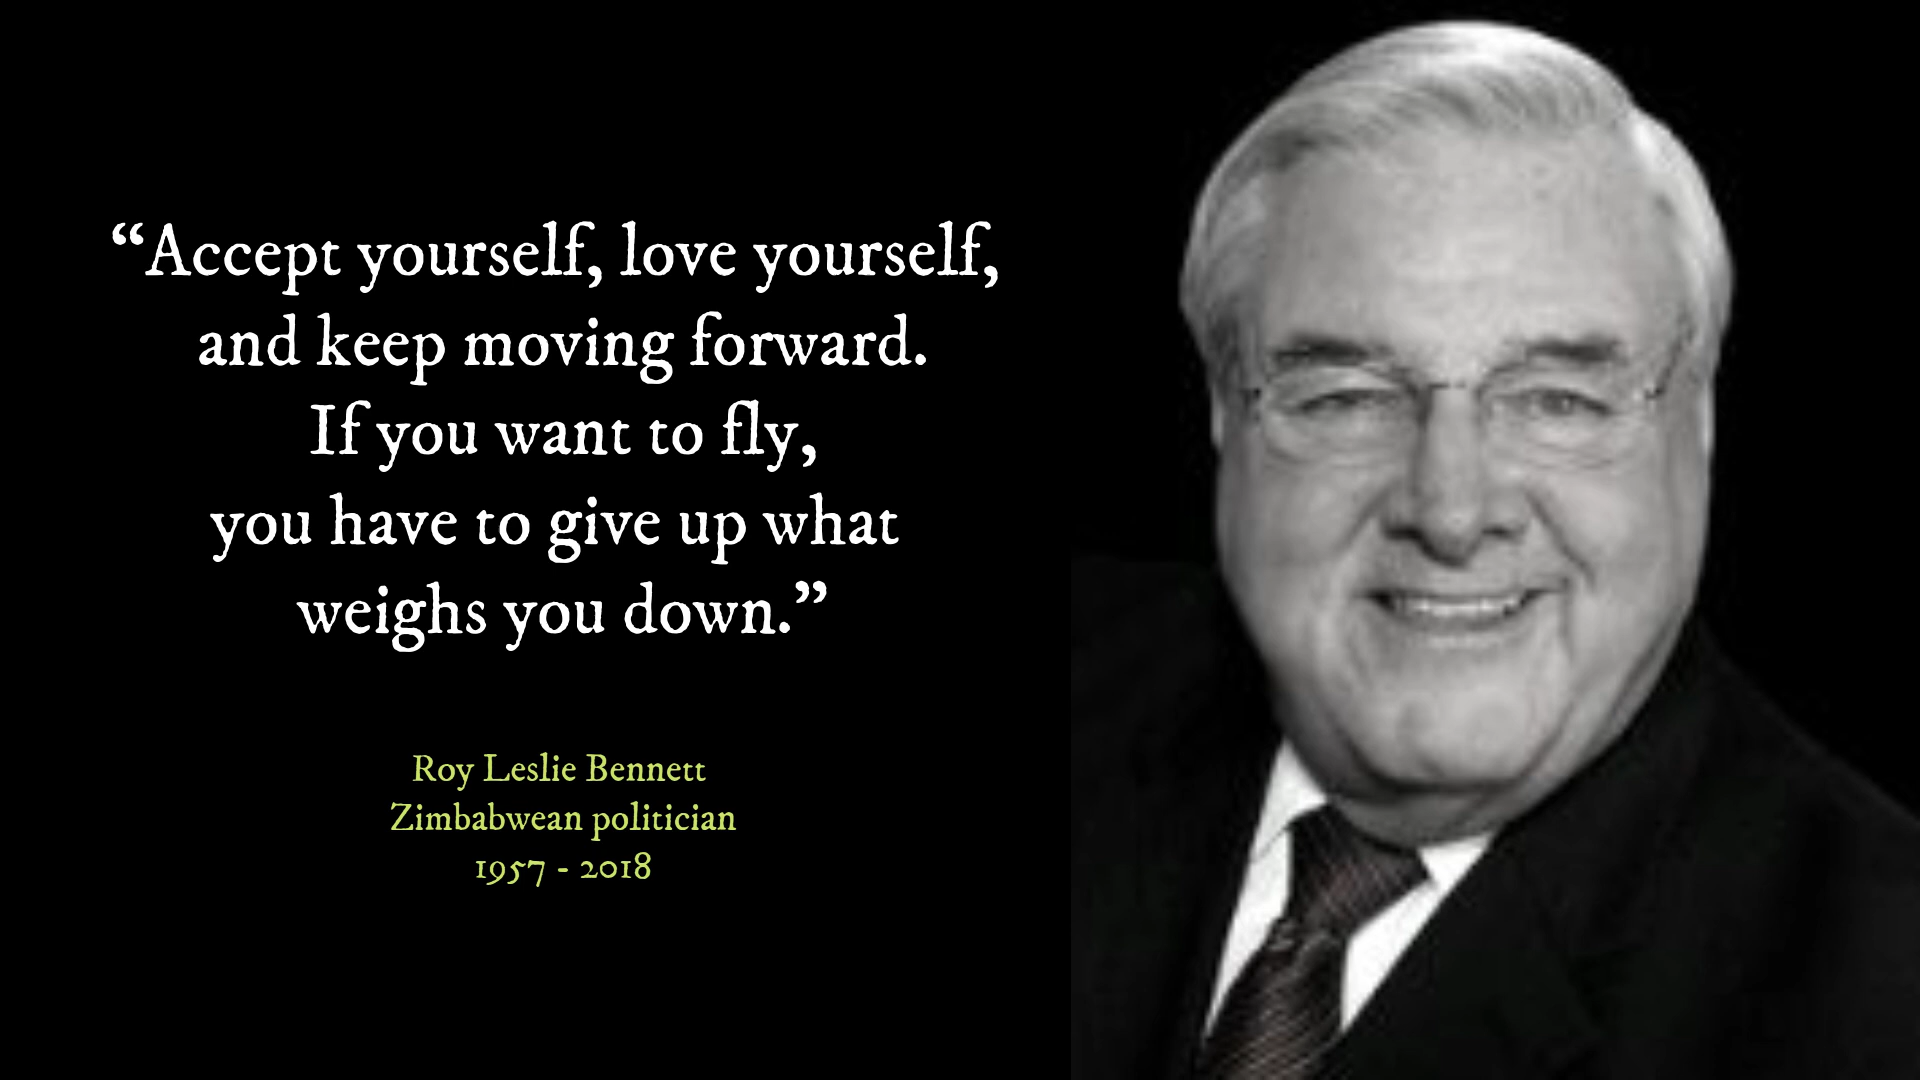 “Accept yourself, love yourself,
and keep moving forward.
If you want to fly,
you have to give up what
weighs you down.”
Roy Leslie Bennett
Zimbabwean politician
1957 - 2018